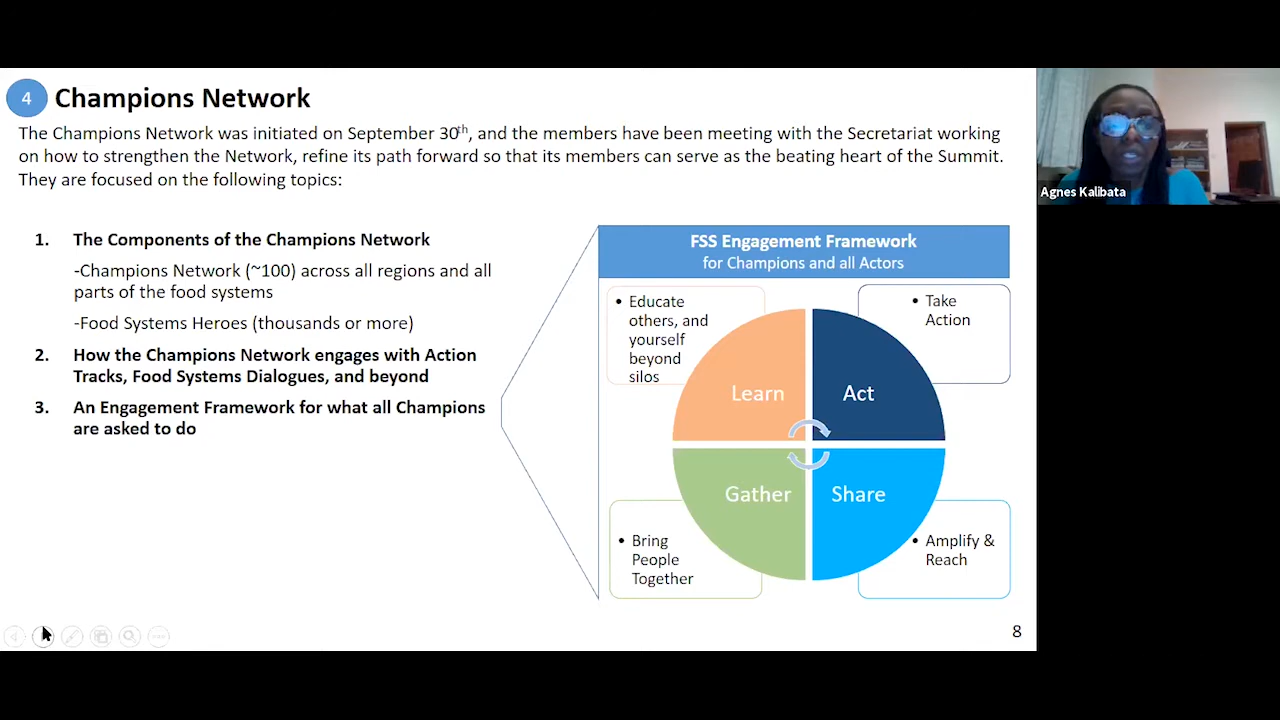 4
Champions Network
The Champions Network was initiated on September 30th, and the members have been meeting with the Secretariat working
on how to strengthen the Network, refine its path forward so that its members can serve as the beating heart of the Summit.
They are focused on the following topics:
1. The Components of the Champions Network
-Champions Network (~100) across all regions and all
parts of the food systems
-Food Systems Heroes (thousands or more)
2. How the Champions Network engages with Action
Tracks, Food Systems Dialogues, and beyond
3. An Engagement Framework for what all Champions
are asked to do
FSS Engagement Framework
for Champions and all Actors
• Educate
others, and
yourself
beyond
silos
• Take
Action
Learn
Act
Gather
Share
• Bring
People
Together
• Amplify &
Reach
8
Agnes Kalibata